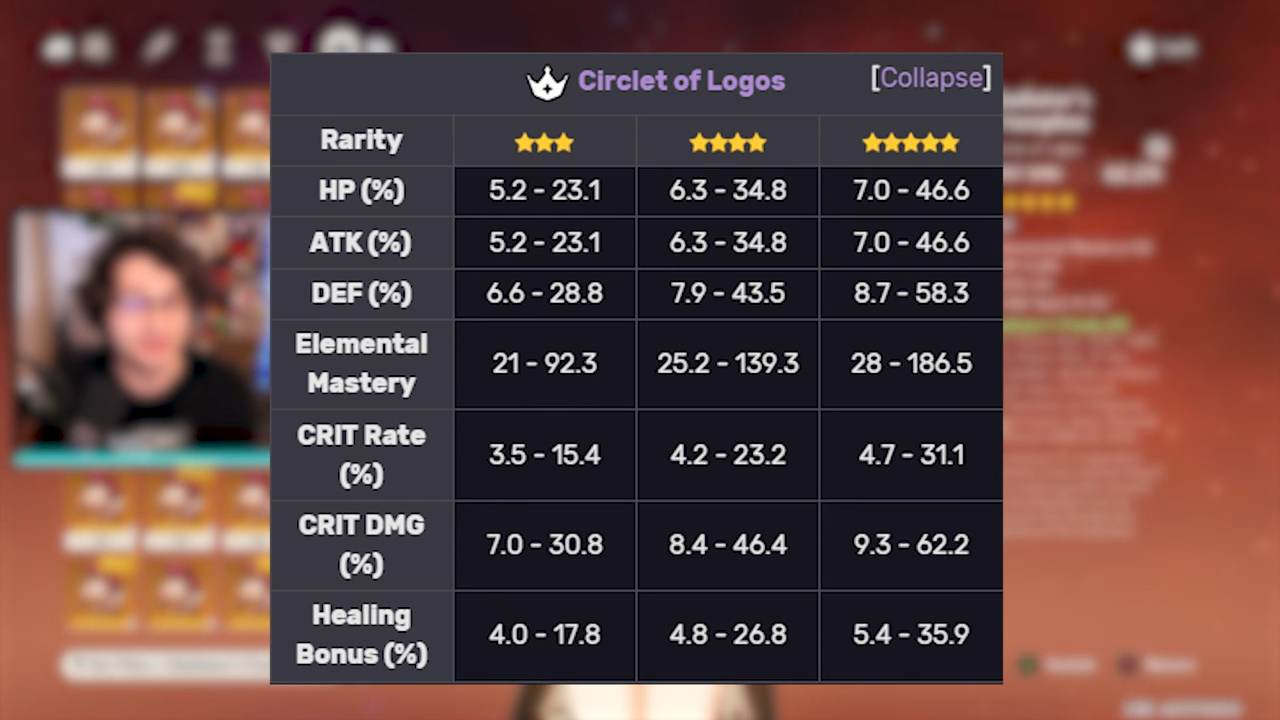 Circlet of Logos [Collapse]
Rarity
HP (%) 5.2 - 23.1 6.3 - 34.8 7.0 - 46.6
ATK (%) 5.2 - 23.1 6.3 - 34.8 7.0 - 46.6
DEF (%) 6.6 - 28.8 7.9 - 43.5 8.7 - 58.3
Elemental
Mastery 21 - 92.3 25.2 - 139.3 28 - 186.5
CRIT Rate
(%) 3.5 - 15.4 4.2 - 23.2 4.7 - 31.1
CRIT DMG
(%) 7.0 - 30.8 8.4 - 46.4 9.3 - 62.2
Healing
Bonus (%) 4.0 - 17.8 4.8 - 26.8 5.4 - 35.9